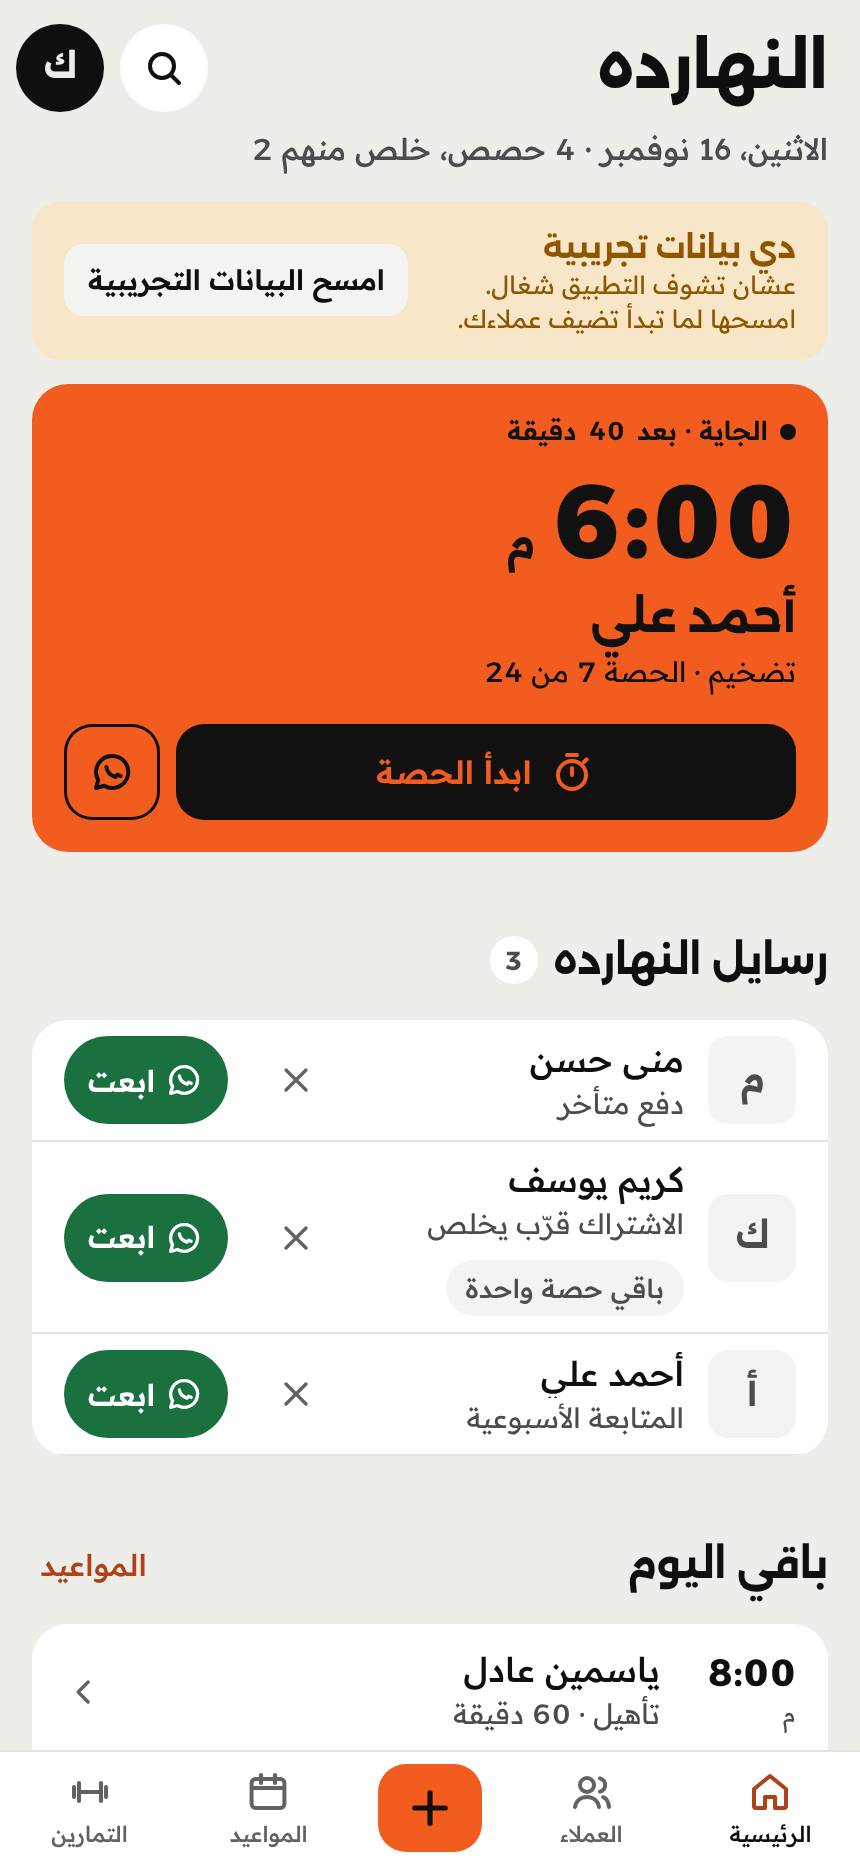 النهارده
ك
الاثنين، 16 نوفمبر · 4 حصص، خلص منهم 2
دي بيانات تجريبية
عشان تشوف التطبيق شغال.
امسحها لما تبدأ تضيف عملاءك.
امسح البيانات التجريبية
الجاية · بعد 40 دقيقة
6:00 م
أحمد علي
تضخيم · الحصة 7 من 24
ابدأ الحصة
رسايل النهارده 3
م
منى حسن
دفع متأخر
ابعت
ك
كريم يوسف
الاشتراك قرّب يخلص
باقي حصة واحدة
ابعت
أ
أحمد علي
المتابعة الأسبوعية
ابعت
باقي اليوم
المواعيد
8:00
م
ياسمين عادل
تأهيل · 60 دقيقة
الرئيسية
العملاء
المواعيد
التمارين